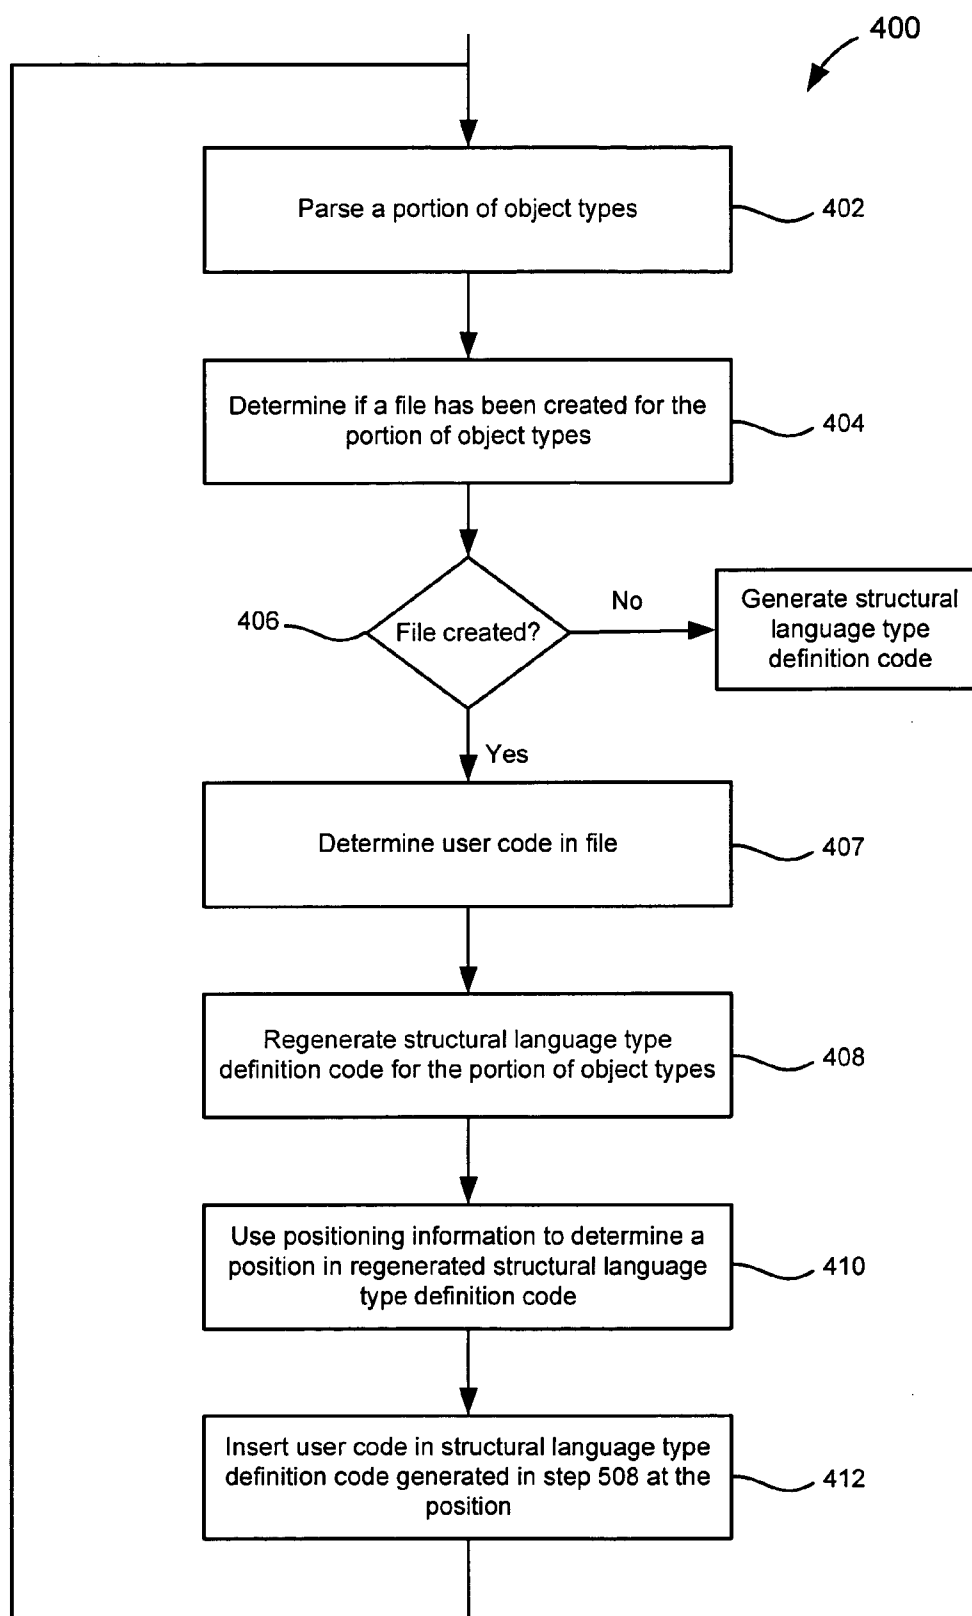 400
Parse a portion of object types
402
Determine if a file has been created for the
portion of object types
404
406
File created?
No
Generate structural
language type
definition code
Yes
Determine user code in file
407
Regenerate structural language type
definition code for the portion of object types
408
Use positioning information to determine a
position in regenerated structural language
type definition code
410
Insert user code in structural language type
definition code generated in step 508 at the
position
412